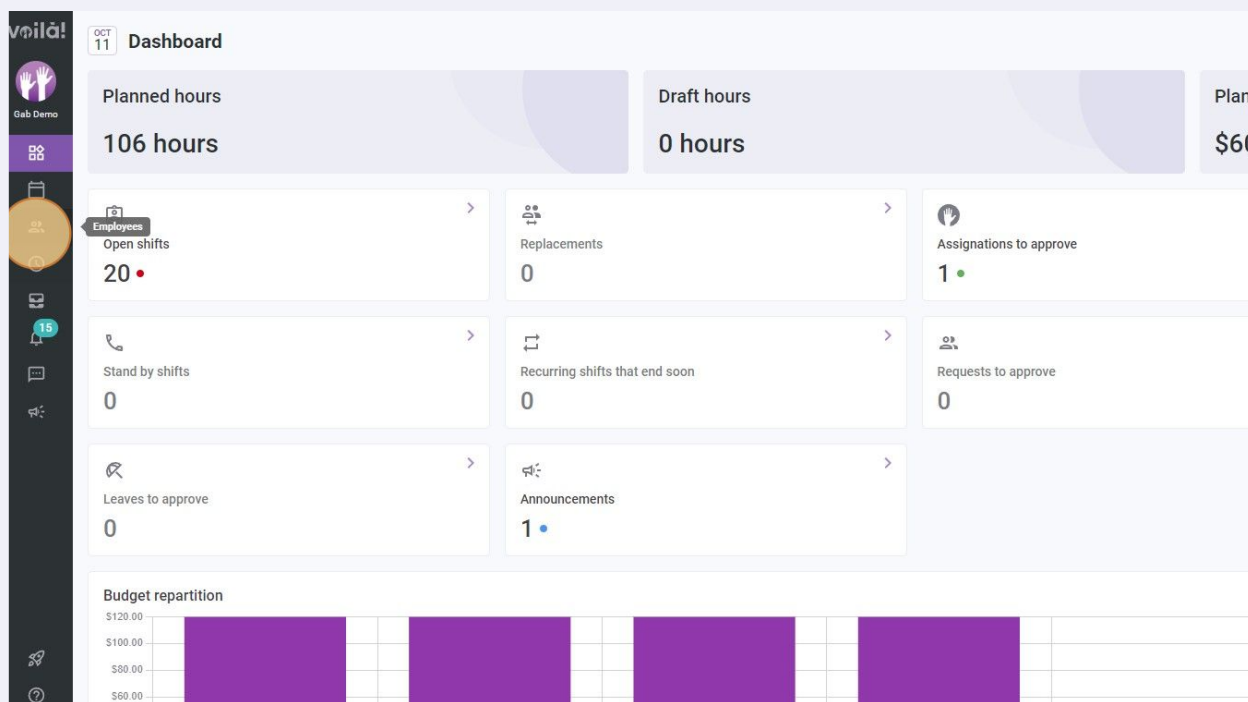 voilà!
OCT
11
Dashboard
Gab Demo
Planned hours
106 hours
Draft hours
0 hours
Plan
$60
Employees
Open shifts
20
Replacements
0
Assignations to approve
1
15
Stand by shifts
0
Recurring shifts that end soon
0
Requests to approve
0
Leaves to approve
0
Announcements
1
Budget repartition
$120.00
$100.00
$80.00
$60.00